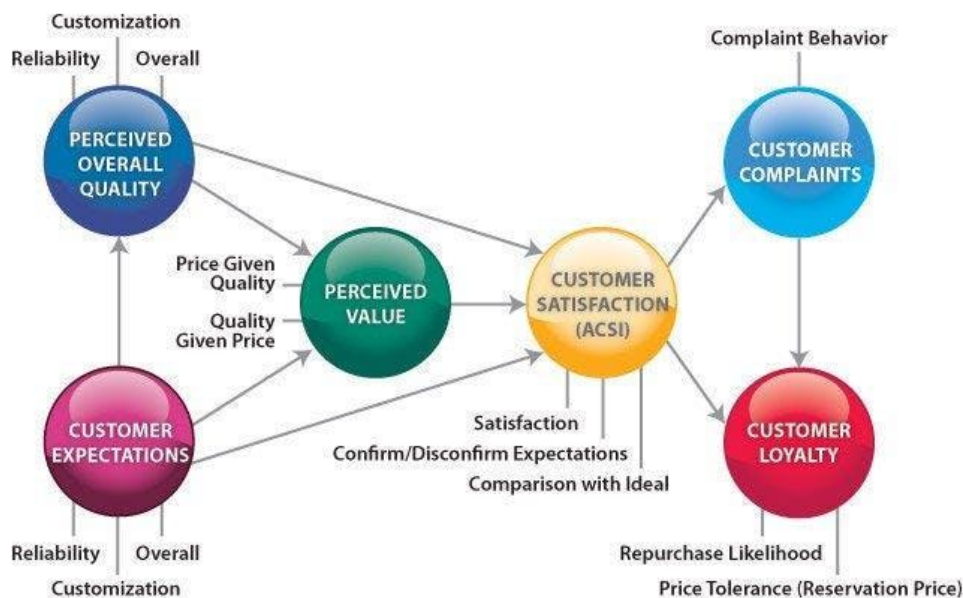 Customization
Reliability
Overall
PERCEIVED
OVERALL
QUALITY
Complaint Behavior
CUSTOMER
COMPLAINTS
Price Given
Quality
Quality
Given Price
PERCEIVED
VALUE
CUSTOMER
SATISFACTION
(ACSI)
CUSTOMER
EXPECTATIONS
Reliability
Overall
Customization
Satisfaction
Confirm/Disconfirm Expectations
Comparison with Ideal
CUSTOMER
LOYALTY
Repurchase Likelihood
Price Tolerance (Reservation Price)